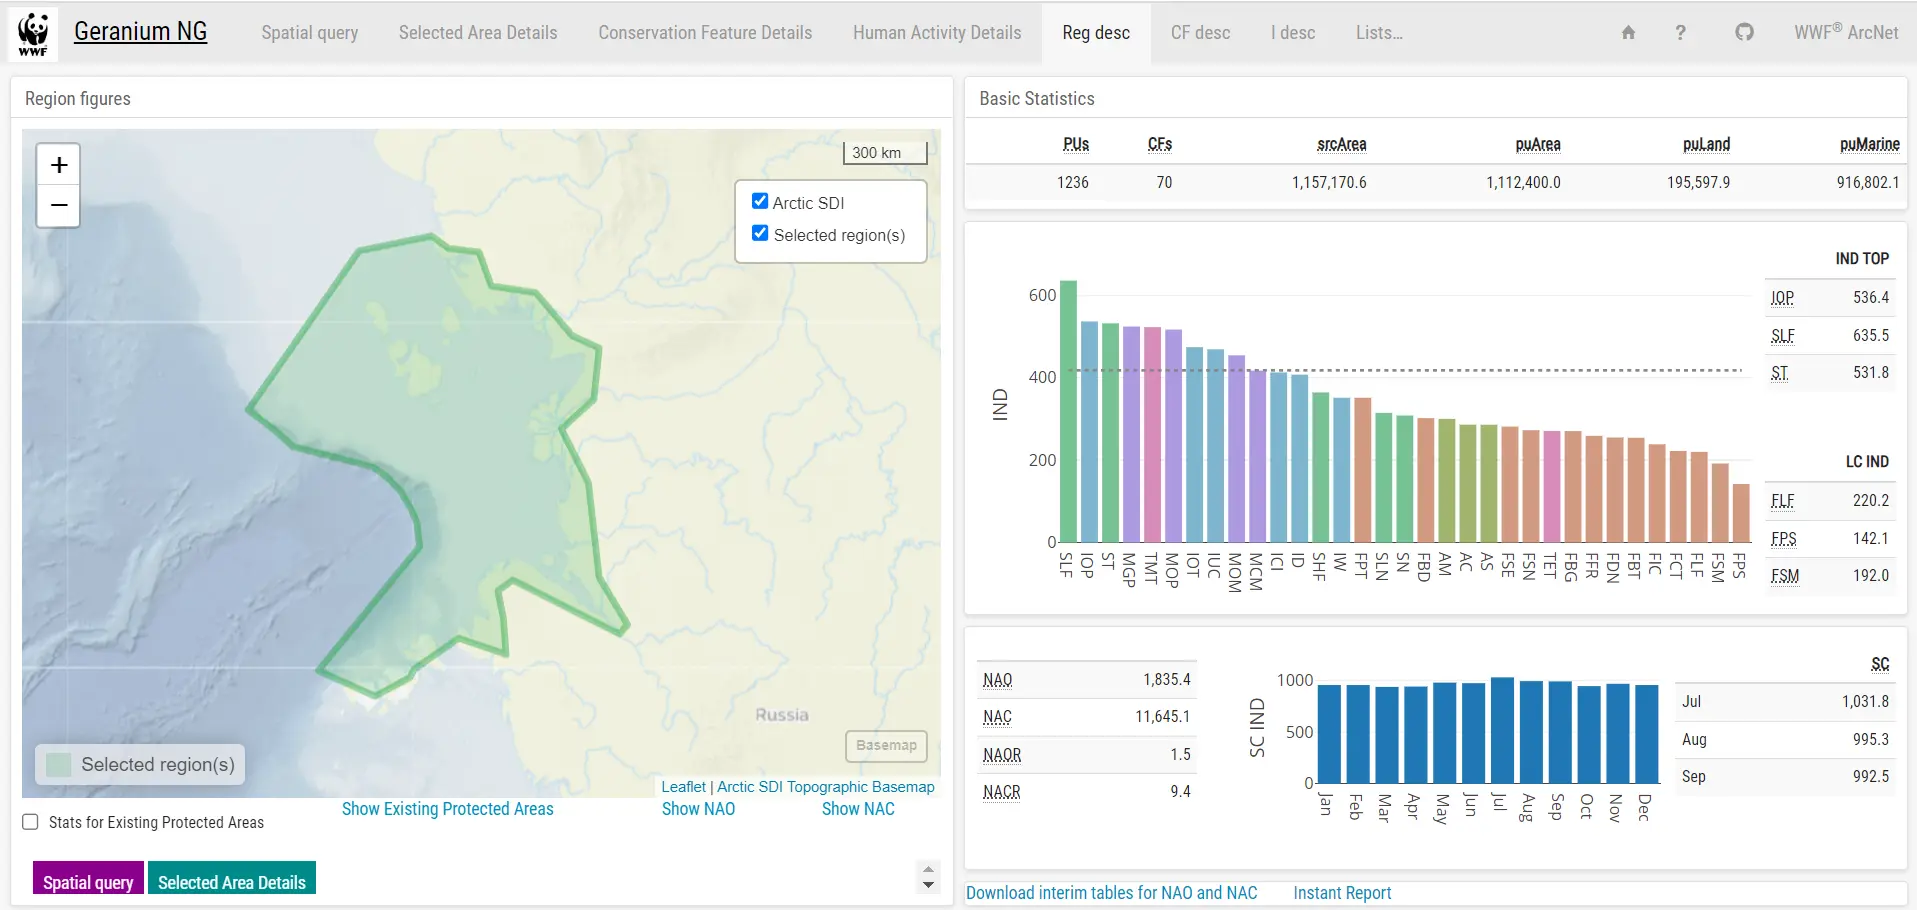 WWF
Geranium NG
Spatial query
Selected Area Details
Conservation Feature Details
Human Activity Details
Reg desc
CF desc
I desc
Lists...
?
WWF® ArcNet
Region figures
+
−
300 km
Arctic SDI
Selected region(s)
Russia
Basemap
Selected region(s)
Leaflet | Arctic SDI Topographic Basemap
Show Existing Protected Areas
Show NAO
Show NAC
Stats for Existing Protected Areas
Spatial query
Selected Area Details
Basic Statistics
PUs CFs srcArea puArea puLand puMarine
1236 70 1,157,170.6 1,112,400.0 195,597.9 916,802.1
IND
600
400
200
0
SLF IOP ST MGP TMT MOP IOT IUC MOM MCM ICI ID SHF IW FPT SLN SN FBD AM AC AS FSE FSN TET FBG FFR FDN FBT FIC FCT FLF FSM FPS
IND TOP
IOP 536.4
SLF 635.5
ST 531.8
LC IND
FLF 220.2
FPS 142.1
FSM 192.0
NAO 1,835.4
NAC 11,645.1
NAOR 1.5
NACR 9.4
SC IND
1000
500
0
Jan Feb Mar Apr May Jun Jul Aug Sep Oct Nov Dec
SC
Jul 1,031.8
Aug 995.3
Sep 992.5
Download interim tables for NAO and NAC
Instant Report